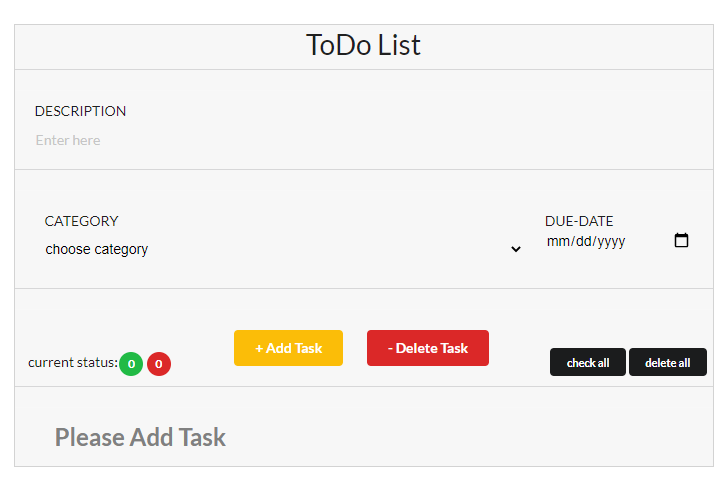 ToDo List
DESCRIPTION
Enter here
CATEGORY
DUE-DATE
choose category
mm/dd/yyyy
+ Add Task
- Delete Task
current status: 0 0
check all
delete all
Please Add Task